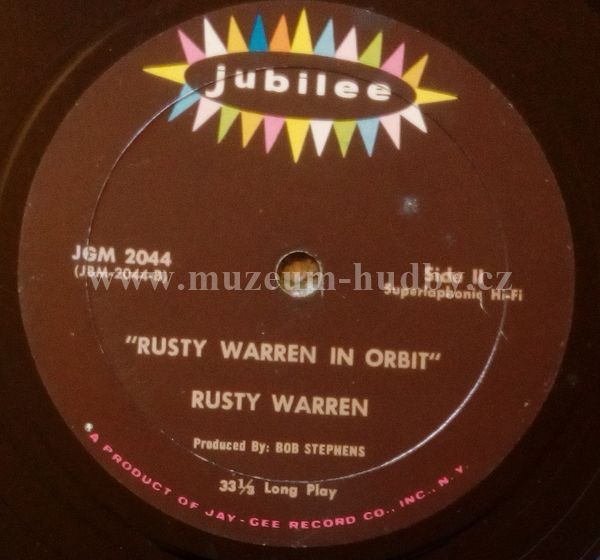 jubilee
JGM 2044
(JBM-2044-B)
Side II
Superlaphonic Hi-Fi
www.muzeum-hudby.cz
"RUSTY WARREN IN ORBIT"
RUSTY WARREN
Produced By: BOB STEPHENS
33⅓ Long Play
A PRODUCT OF JAY-GEE RECORD CO., INC., N. Y.